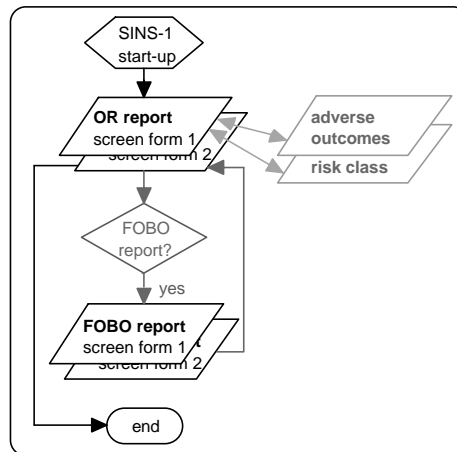 SINS-1
start-up
OR report
screen form 1
screen form 2
adverse
outcomes
risk class
FOBO
report?
yes
FOBO report
screen form 1
screen form 2
end